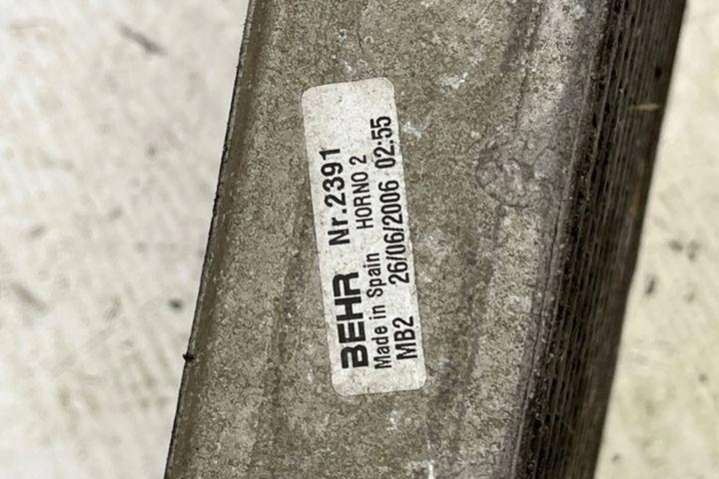 BEHR Nr.2391
Made in Spain HORNO 2
MB2 26/06/2006 02:55